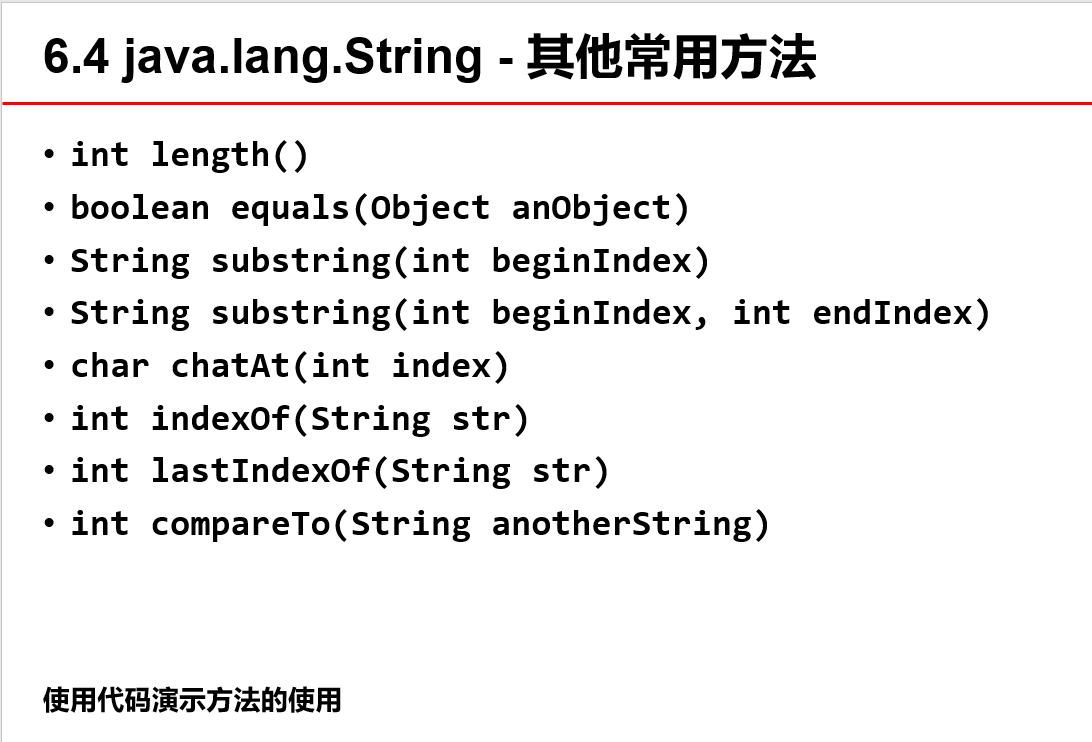 6.4 java.lang.String - 其他常用方法
• int length()
• boolean equals(Object anObject)
• String substring(int beginIndex)
• String substring(int beginIndex, int endIndex)
• char chatAt(int index)
• int indexOf(String str)
• int lastIndexOf(String str)
• int compareTo(String anotherString)
使用代码演示方法的使用